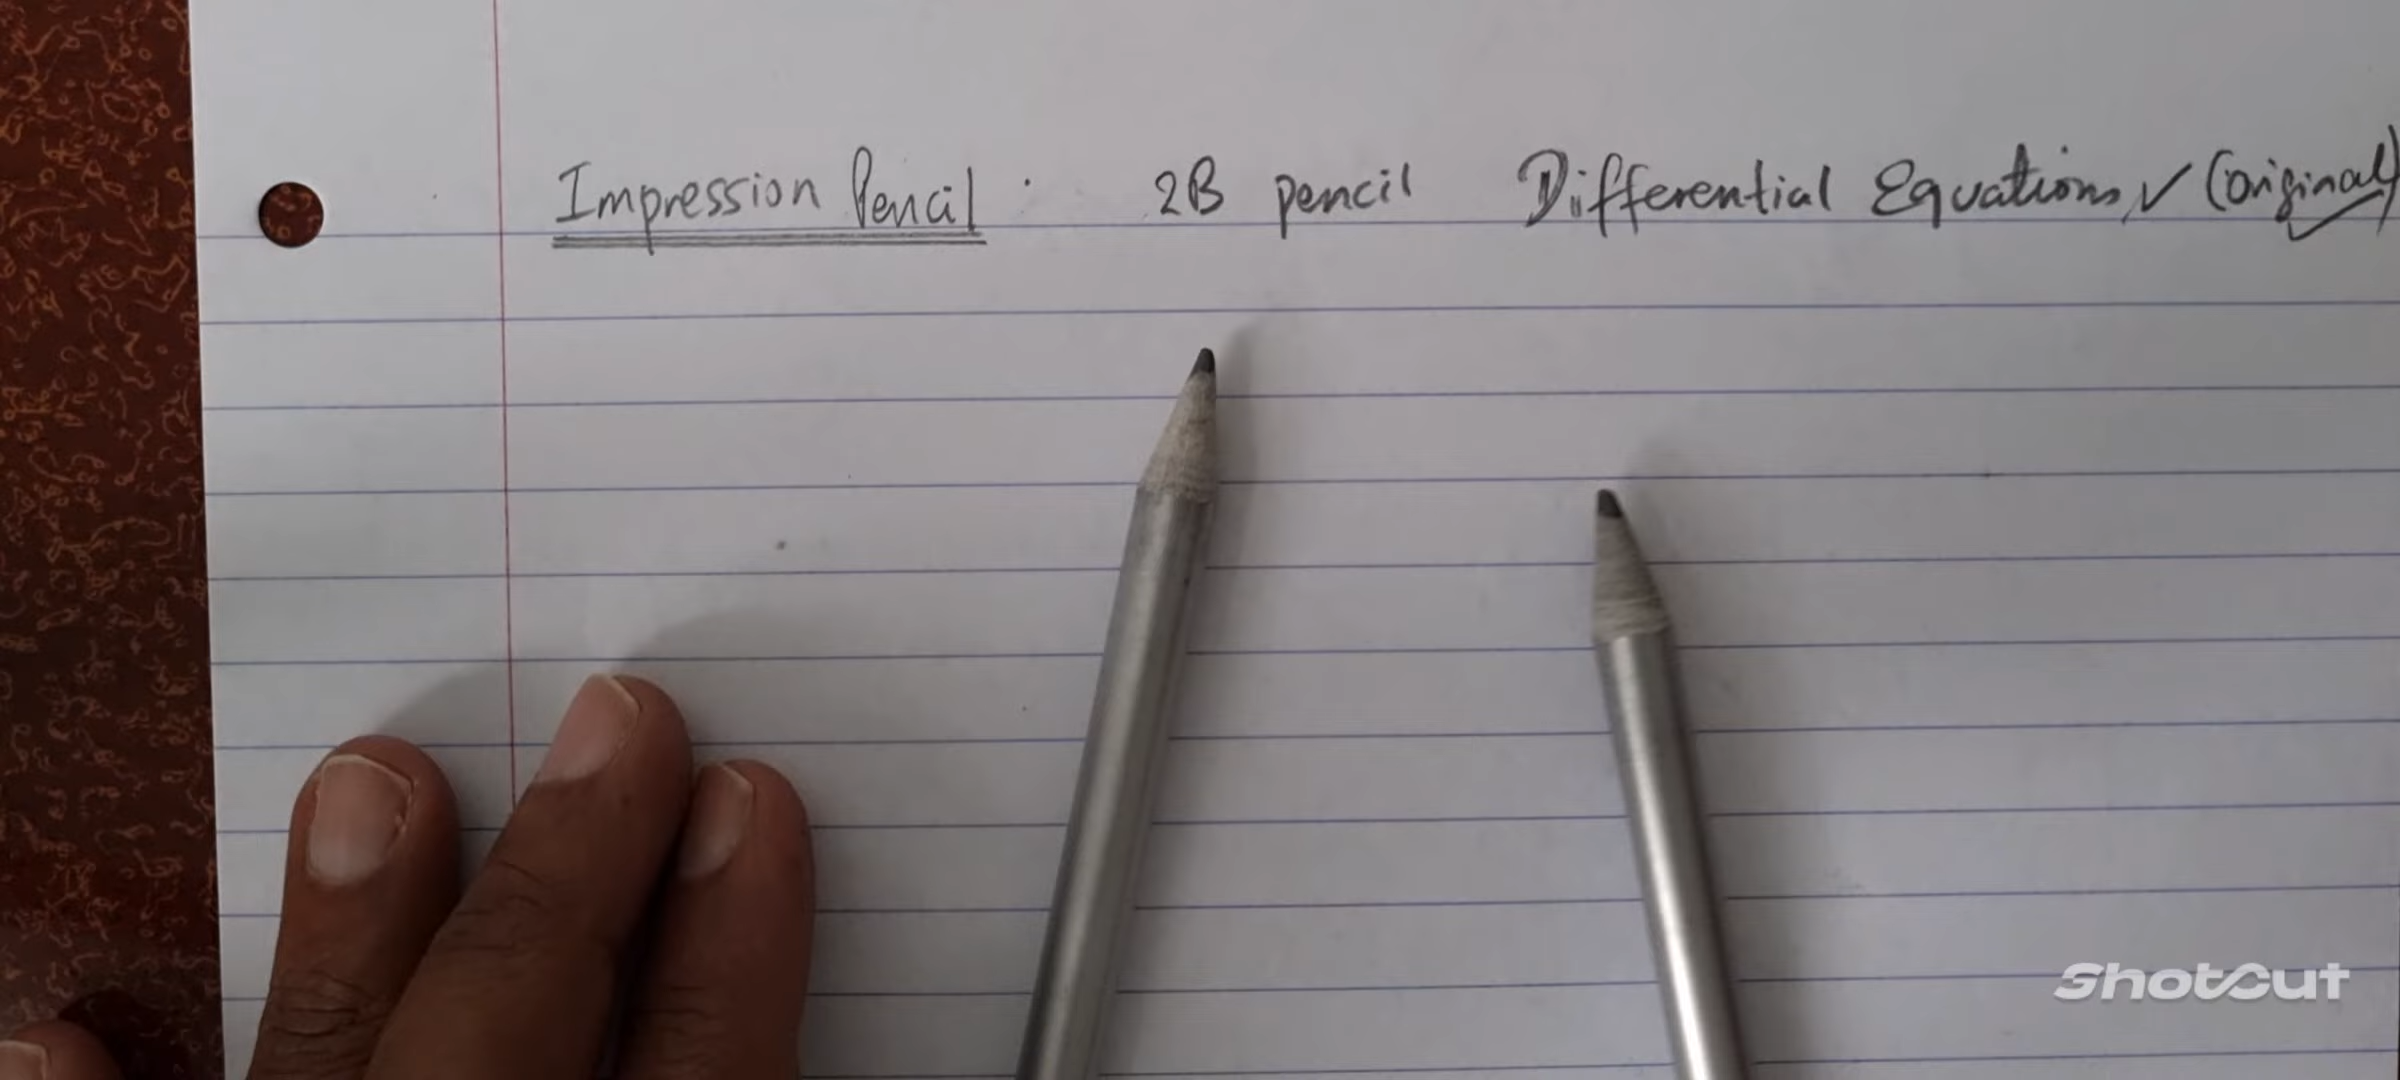 Impression Pencil : 2B pencil Differential Equations ✓ (original)
ShotCut